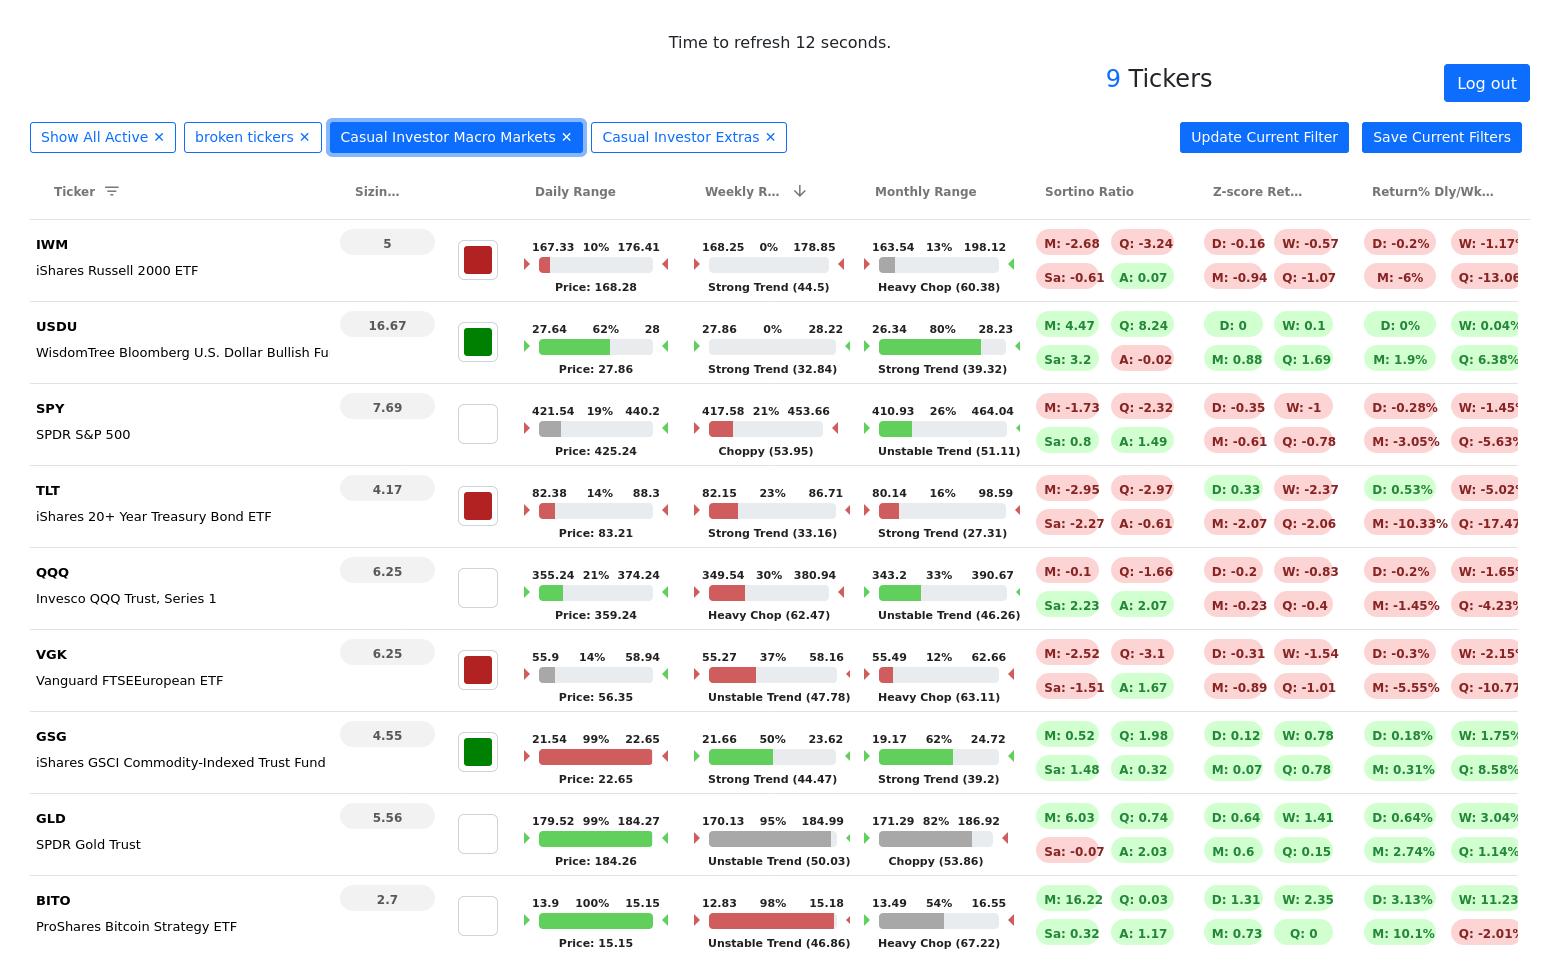 Time to refresh 12 seconds.
9 Tickers
Log out
Show All Active ✕ broken tickers ✕ Casual Investor Macro Markets ✕ Casual Investor Extras ✕ Update Current Filter Save Current Filters
Ticker Sizin... Daily Range Weekly R... Monthly Range Sortino Ratio Z-score Ret... Return% Dly/Wk...
5
IWM 167.33 10% 176.41 168.25 0% 178.85 163.54 13% 198.12 M: -2.68 Q: -3.24 D: -0.16 W: -0.57 D: -0.2% W: -1.17%
iShares Russell 2000 ETF Sa: -0.61 A: 0.07 M: -0.94 Q: -1.07 M: -6% Q: -13.06
Price: 168.28 Strong Trend (44.5) Heavy Chop (60.38)
16.67
USDU 27.64 62% 28 27.86 0% 28.22 26.34 80% 28.23 M: 4.47 Q: 8.24 D: 0 W: 0.1 D: 0% W: 0.04%
WisdomTree Bloomberg U.S. Dollar Bullish Fu Sa: 3.2 A: -0.02 M: 0.88 Q: 1.69 M: 1.9% Q: 6.38%
Price: 27.86 Strong Trend (32.84) Strong Trend (39.32)
7.69
SPY 421.54 19% 440.2 417.58 21% 453.66 410.93 26% 464.04 M: -1.73 Q: -2.32 D: -0.35 W: -1 D: -0.28% W: -1.45%
SPDR S&P 500 Sa: 0.8 A: 1.49 M: -0.61 Q: -0.78 M: -3.05% Q: -5.63%
Price: 425.24 Choppy (53.95) Unstable Trend (51.11)
4.17
TLT 82.38 14% 88.3 82.15 23% 86.71 80.14 16% 98.59 M: -2.95 Q: -2.97 D: 0.33 W: -2.37 D: 0.53% W: -5.02%
iShares 20+ Year Treasury Bond ETF Sa: -2.27 A: -0.61 M: -2.07 Q: -2.06 M: -10.33% Q: -17.47
Price: 83.21 Strong Trend (33.16) Strong Trend (27.31)
6.25
QQQ 355.24 21% 374.24 349.54 30% 380.94 343.2 33% 390.67 M: -0.1 Q: -1.66 D: -0.2 W: -0.83 D: -0.2% W: -1.65%
Invesco QQQ Trust, Series 1 Sa: 2.23 A: 2.07 M: -0.23 Q: -0.4 M: -1.45% Q: -4.23%
Price: 359.24 Heavy Chop (62.47) Unstable Trend (46.26)
6.25
VGK 55.9 14% 58.94 55.27 37% 58.16 55.49 12% 62.66 M: -2.52 Q: -3.1 D: -0.31 W: -1.54 D: -0.3% W: -2.15%
Vanguard FTSEEuropean ETF Sa: -1.51 A: 1.67 M: -0.89 Q: -1.01 M: -5.55% Q: -10.77
Price: 56.35 Unstable Trend (47.78) Heavy Chop (63.11)
4.55
GSG 21.54 99% 22.65 21.66 50% 23.62 19.17 62% 24.72 M: 0.52 Q: 1.98 D: 0.12 W: 0.78 D: 0.18% W: 1.75%
iShares GSCI Commodity-Indexed Trust Fund Sa: 1.48 A: 0.32 M: 0.07 Q: 0.78 M: 0.31% Q: 8.58%
Price: 22.65 Strong Trend (44.47) Strong Trend (39.2)
5.56
GLD 179.52 99% 184.27 170.13 95% 184.99 171.29 82% 186.92 M: 6.03 Q: 0.74 D: 0.64 W: 1.41 D: 0.64% W: 3.04%
SPDR Gold Trust Sa: -0.07 A: 2.03 M: 0.6 Q: 0.15 M: 2.74% Q: 1.14%
Price: 184.26 Unstable Trend (50.03) Choppy (53.86)
2.7
BITO 13.9 100% 15.15 12.83 98% 15.18 13.49 54% 16.55 M: 16.22 Q: 0.03 D: 1.31 W: 2.35 D: 3.13% W: 11.23
ProShares Bitcoin Strategy ETF Sa: 0.32 A: 1.17 M: 0.73 Q: 0 M: 10.1% Q: -2.01%
Price: 15.15 Unstable Trend (46.86) Heavy Chop (67.22)